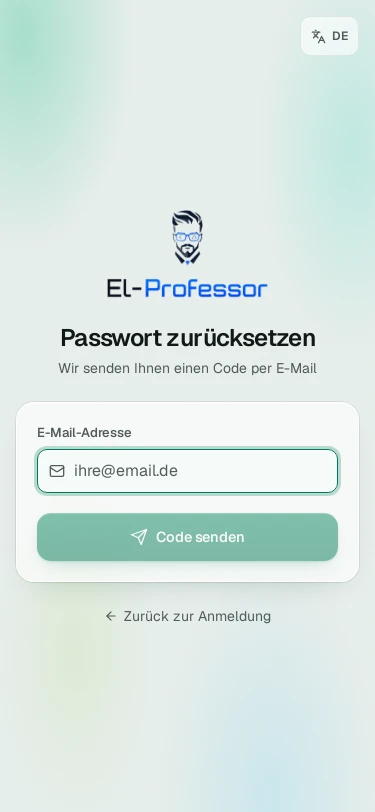 DE
El-Professor
Passwort zurücksetzen
Wir senden Ihnen einen Code per E-Mail
E-Mail-Adresse
ihre@email.de
Code senden
Zurück zur Anmeldung